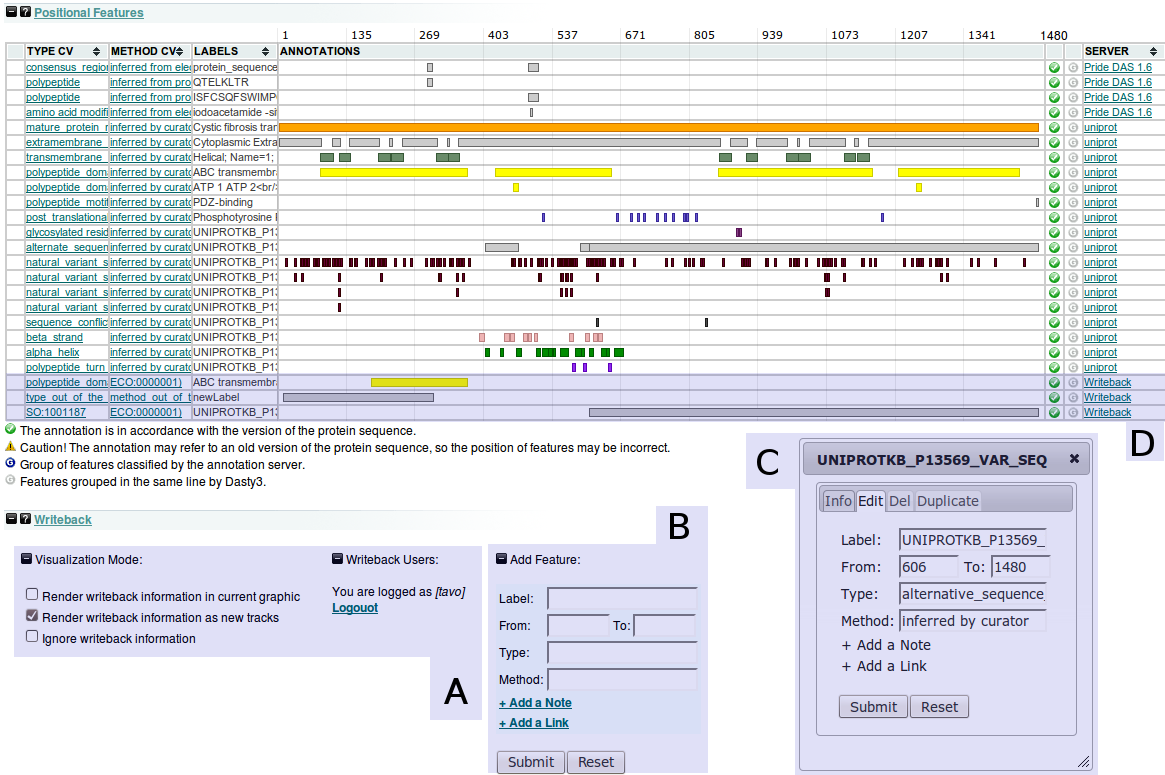 Positional Features
1 135 269 403 537 671 805 939 1073 1207 1341 1480
TYPE CV METHOD CV LABELS ANNOTATIONS SERVER
consensus_region inferred from elec protein_sequence Pride DAS 1.6
polypeptide inferred from pro QTELKLTR Pride DAS 1.6
polypeptide inferred from pro ISFCSQFSWIMP Pride DAS 1.6
amino acid modifi inferred from elec iodoacetamide -si Pride DAS 1.6
mature_protein_r inferred by curato Cystic fibrosis tran uniprot
extramembrane_ inferred by curato Cytoplasmic Extra uniprot
transmembrane_ inferred by curato Helical; Name=1; uniprot
polypeptide_dom inferred by curato ABC transmembra uniprot
polypeptide_dom inferred by curato ATP 1 ATP 2<br/> uniprot
polypeptide_motif inferred by curato PDZ-binding uniprot
post_translationa inferred by curato Phosphotyrosine uniprot
glycosylated_resid inferred by curato UNIPROTKB_P13 uniprot
alternate_sequen inferred by curato UNIPROTKB_P13 uniprot
natural_variant_s inferred by curato UNIPROTKB_P13 uniprot
natural_variant_s inferred by curato UNIPROTKB_P13 uniprot
natural_variant_s inferred by curato UNIPROTKB_P13 uniprot
natural_variant_s inferred by curato UNIPROTKB_P13 uniprot
sequence_conflic inferred by curato UNIPROTKB_P13 uniprot
beta_strand inferred by curato UNIPROTKB_P13 uniprot
alpha_helix inferred by curato UNIPROTKB_P13 uniprot
polypeptide_turn_ inferred by curato UNIPROTKB_P13 uniprot
polypeptide_dom ECO:0000001) ABC transmembra Writeback
type_out_of_the_ method_out_of_t newLabel Writeback
SO:1001187 ECO:0000001) UNIPROTKB_P13 Writeback
The annotation is in accordance with the version of the protein sequence.
Caution! The annotation may refer to an old version of the protein sequence, so the position of features may be incorrect.
Group of features classified by the annotation server.
Features grouped in the same line by Dasty3.
D
Writeback
A
Visualization Mode:
Render writeback information in current graphic
Render writeback information as new tracks
Ignore writeback information
Writeback Users:
You are logged as [tavo]
Logouot
B
Add Feature:
Label:
From: To:
Type:
Method:
+ Add a Note
+ Add a Link
Submit Reset
C
UNIPROTKB_P13569_VAR_SEQ
Info Edit Del Duplicate
Label: UNIPROTKB_P13569_
From: 606 To: 1480
Type: alternative_sequence
Method: inferred by curator
+ Add a Note
+ Add a Link
Submit Reset